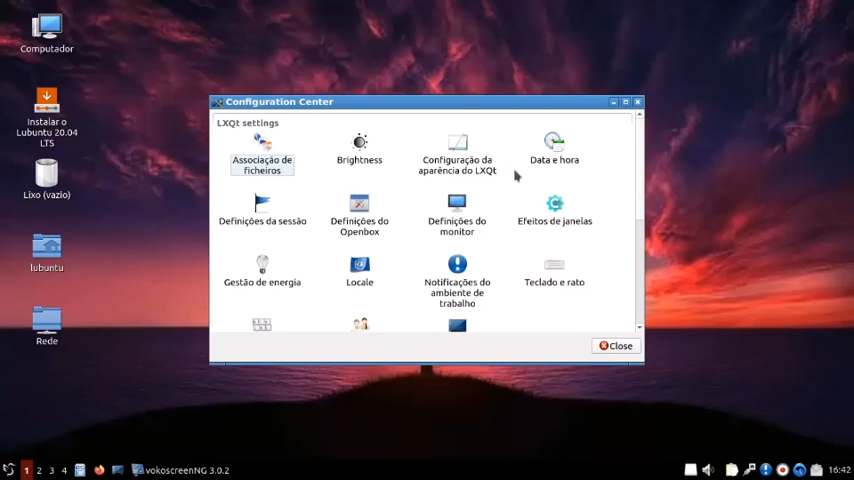 Computador
Instalar o
Lubuntu 20.04
LTS
Lixo (vazio)
lubuntu
Rede
Configuration Center
LXQt settings
Associação de
ficheiros
Brightness
Configuração da
aparência do LXQt
Data e hora
Definições da sessão
Definições do
Openbox
Definições do
monitor
Efeitos de janelas
Gestão de energia
Locale
Notificações do
ambiente de
trabalho
Teclado e rato
Close
1 2 3 4
vokoscreenNG 3.0.2
16:42